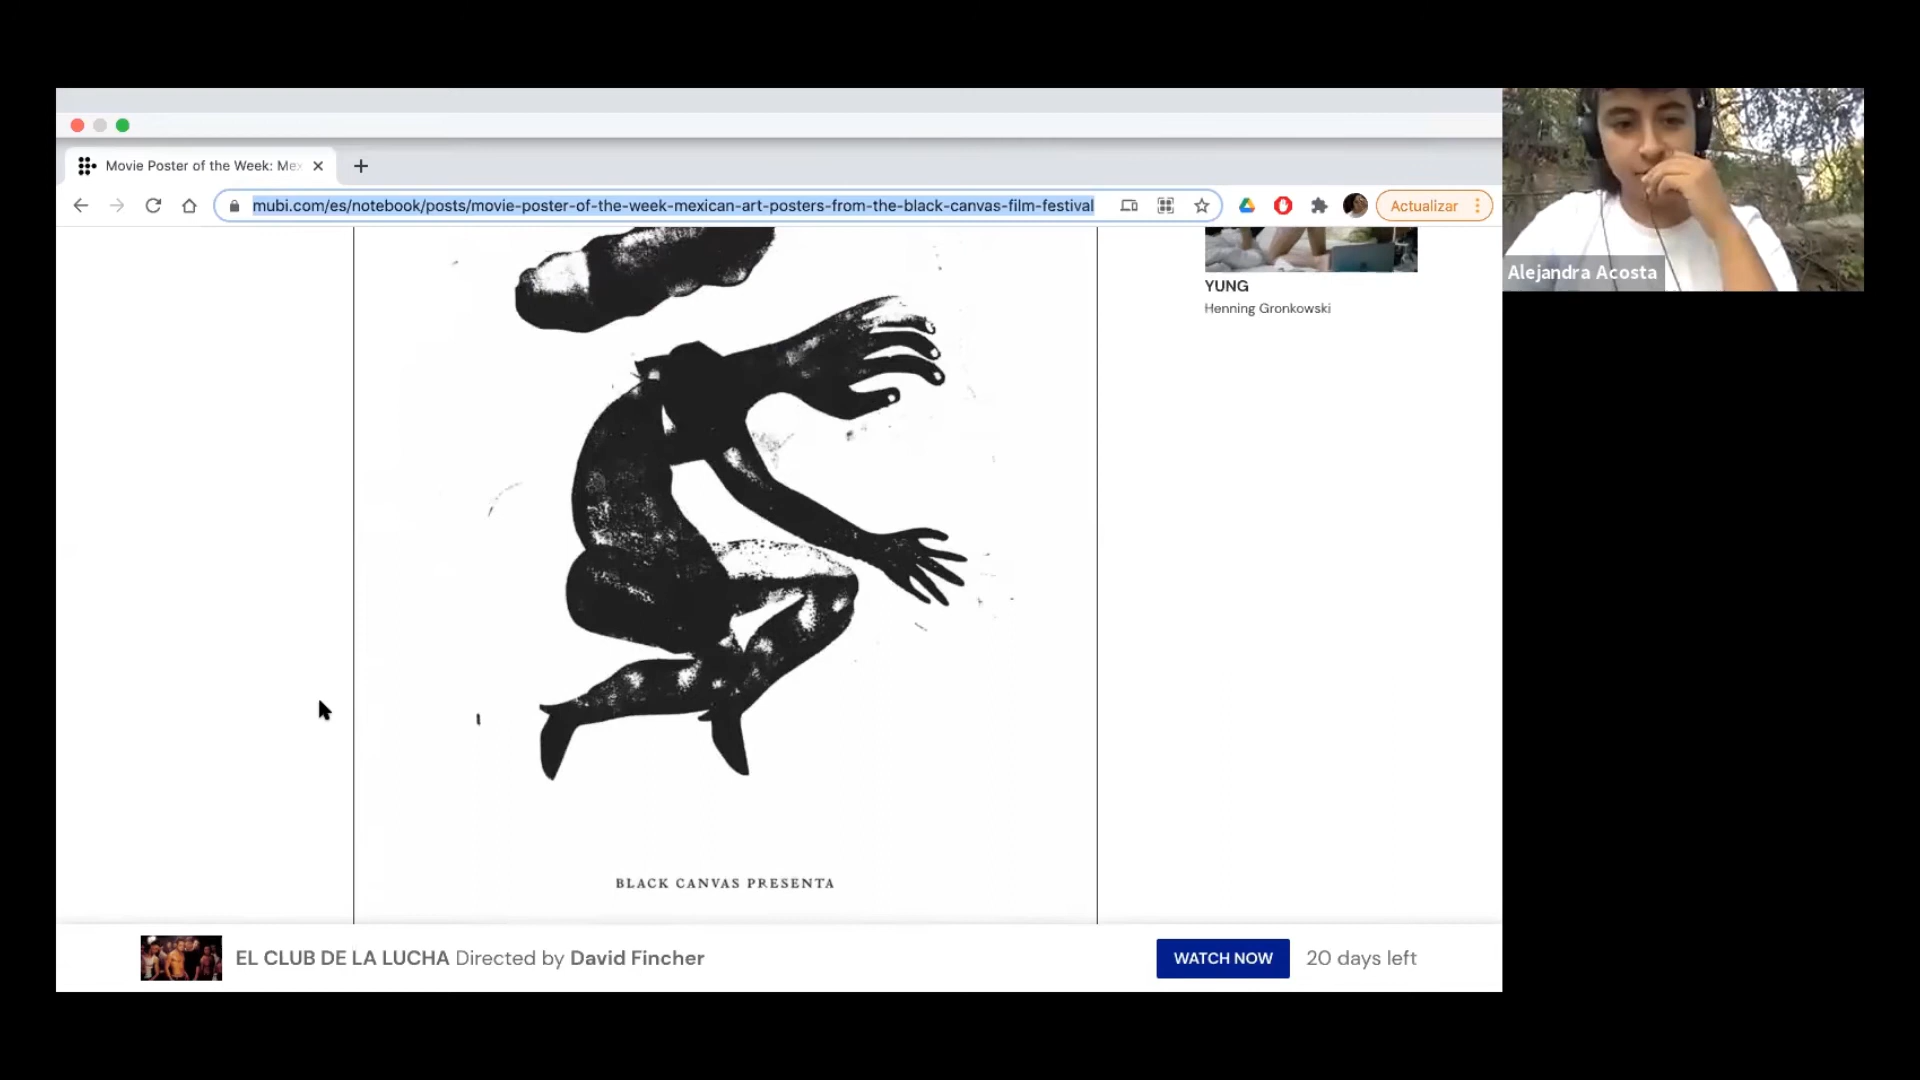 Movie Poster of the Week: Mex
mubi.com/es/notebook/posts/movie-poster-of-the-week-mexican-art-posters-from-the-black-canvas-film-festival
Actualizar
Alejandra Acosta
YUNG
Henning Gronkowski
BLACK CANVAS PRESENTA
EL CLUB DE LA LUCHA Directed by David Fincher
WATCH NOW
20 days left